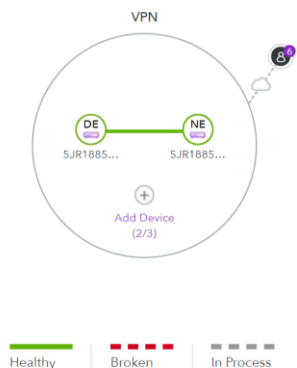 VPN
6
DE
NE
5JR1885...
5JR1885...
Add Device
(2/3)
Healthy
Broken
In Process